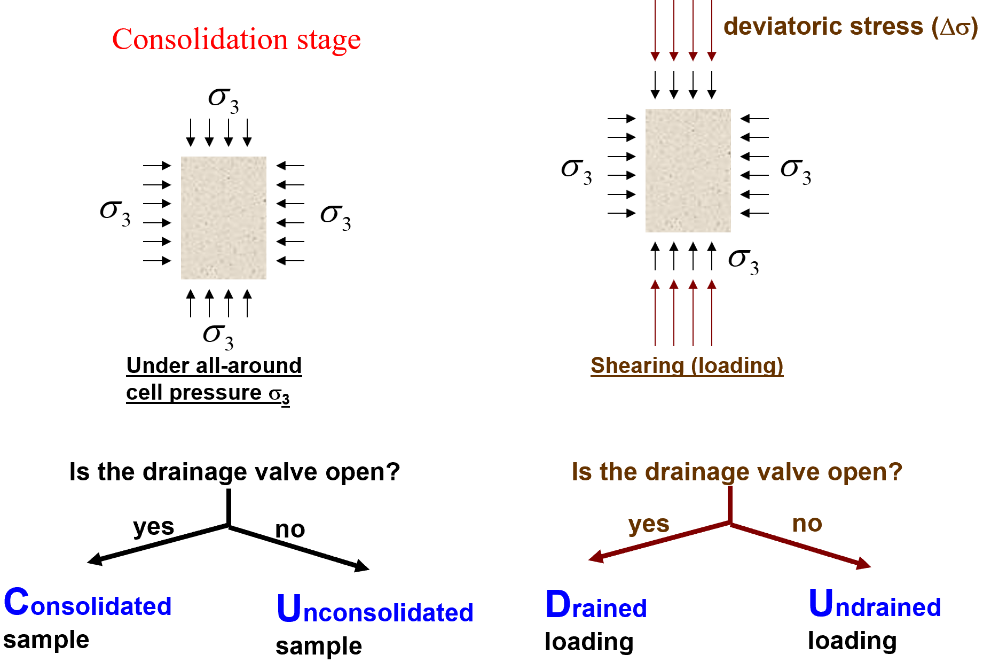 Consolidation stage
σ3
σ3
σ3
σ3
Under all-around
cell pressure σ3
Is the drainage valve open?
yes
no
Consolidated
sample
Unconsolidated
sample
deviatoric stress (Δσ)
σ3
σ3
σ3
Shearing (loading)
Is the drainage valve open?
yes
no
Drained
loading
Undrained
loading